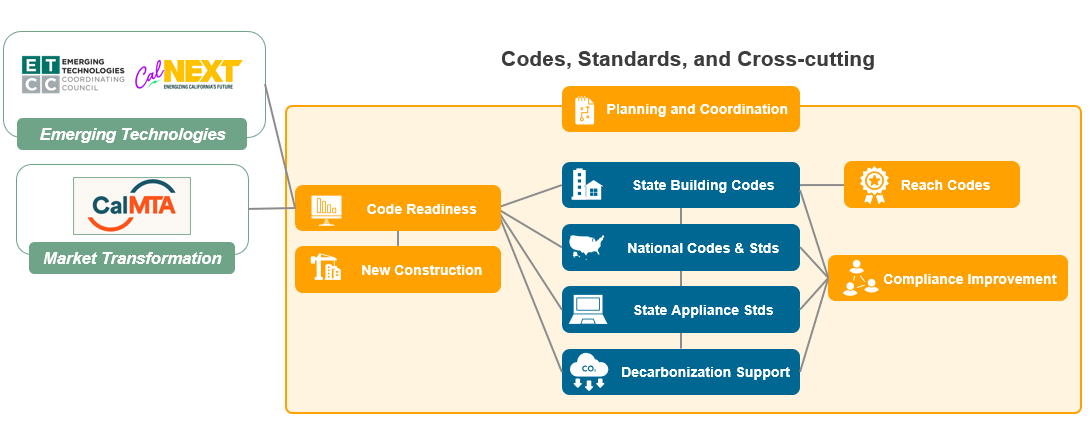 Codes, Standards, and Cross-cutting
ET
CC
EMERGING
TECHNOLOGIES
COORDINATING
COUNCIL
CalNEXT
ENERGIZING CALIFORNIA'S FUTURE
Emerging Technologies
CalMTA
Market Transformation
Planning and Coordination
Code Readiness
New Construction
State Building Codes
National Codes & Stds
State Appliance Stds
CO₂
Decarbonization Support
Reach Codes
Compliance Improvement